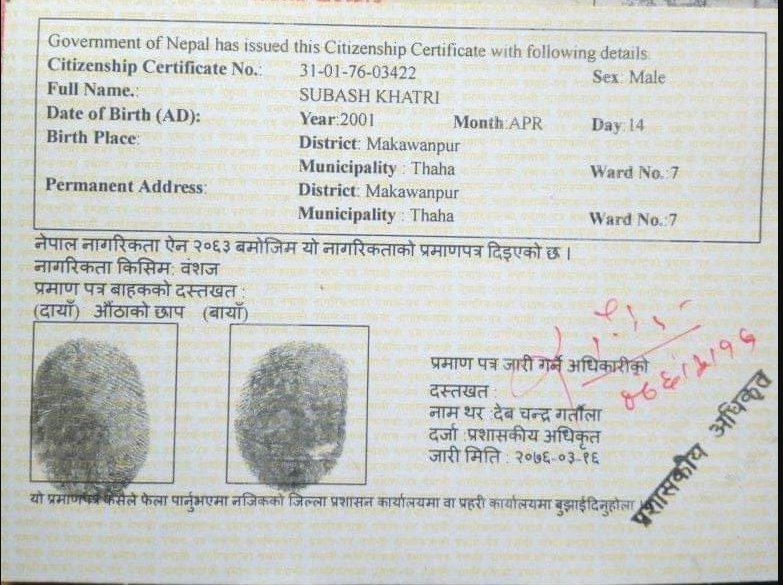 Government of Nepal has issued this Citizenship Certificate with following details.
Citizenship Certificate No.: 31-01-76-03422 Sex: Male
Full Name.: SUBASH KHATRI
Date of Birth (AD): Year:2001 Month:APR Day:14
Birth Place: District: Makawanpur
Municipality : Thaha Ward No.:7
Permanent Address: District: Makawanpur
Municipality : Thaha Ward No.:7
नेपाल नागरिकता ऐन २०६३ बमोजिम यो नागरिकताको प्रमाणपत्र दिइएको छ ।
नागरिकता किसिम: वंशज
प्रमाण पत्र बाहकको दस्तखत :
(दायाँ) औंठाको छाप (बायाँ)
प्रमाण पत्र जारी गर्ने अधिकारीको
दस्तखत :
नाम थर: देब चन्द्र गर्तौला
दर्जा :प्रशासकीय अधिकृत
जारी मिति : २०७६-०३-१६
प्रशासकीय अधिकृत
यो प्रमाणपत्र कसैले फेला पार्नुभएमा नजिकको जिल्ला प्रशासन कार्यालयमा वा प्रहरी कार्यालयमा बुझाईदिनुहोला ।